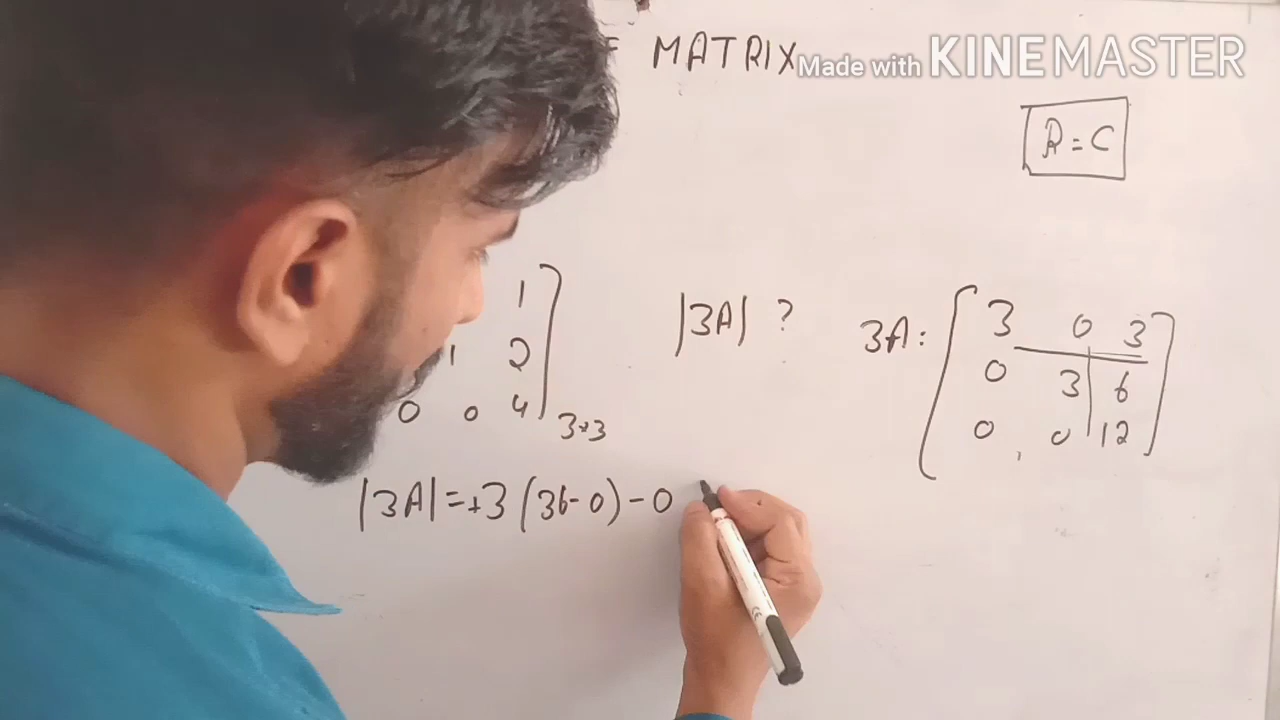 MATRIX
Made with KINEMASTER
R=C
1
1 2
0 0 4
3*3
|3A| ?
3A:
3 0 3
0 3 6
0 0 12
|3A|=+3(36-0)-0